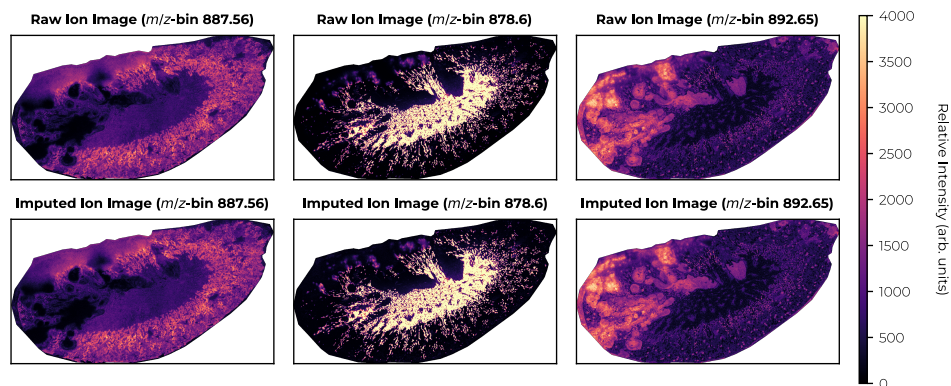 Raw Ion Image (m/z-bin 887.56)
Raw Ion Image (m/z-bin 878.6)
Raw Ion Image (m/z-bin 892.65)
Imputed Ion Image (m/z-bin 887.56)
Imputed Ion Image (m/z-bin 878.6)
Imputed Ion Image (m/z-bin 892.65)
4000
3500
3000
2500
2000
1500
1000
500
0
Relative Intensity (arb. units)